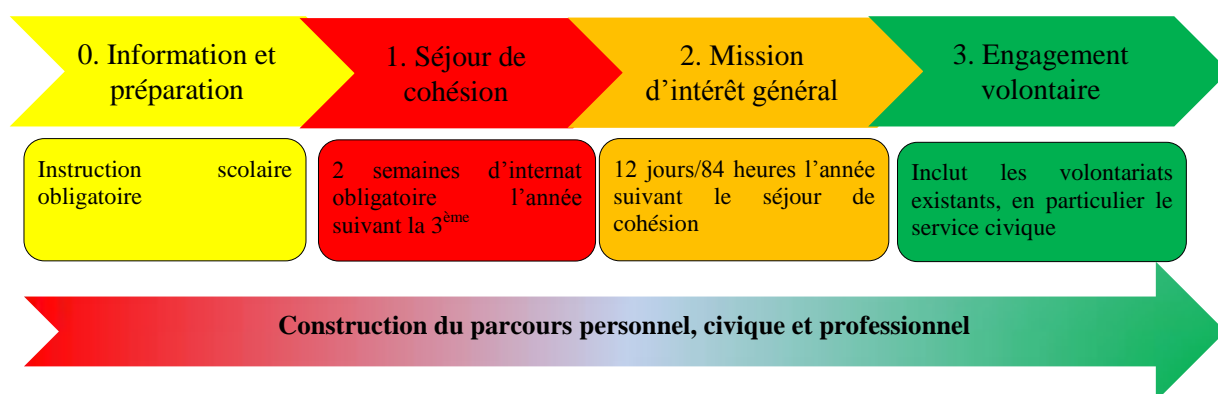 0. Information et
préparation
1. Séjour de
cohésion
2. Mission
d’intérêt général
3. Engagement
volontaire
Instruction scolaire
obligatoire
2 semaines d’internat
obligatoire l’année
suivant la 3ème
12 jours/84 heures l’année
suivant le séjour de
cohésion
Inclut les volontariats
existants, en particulier le
service civique
Construction du parcours personnel, civique et professionnel